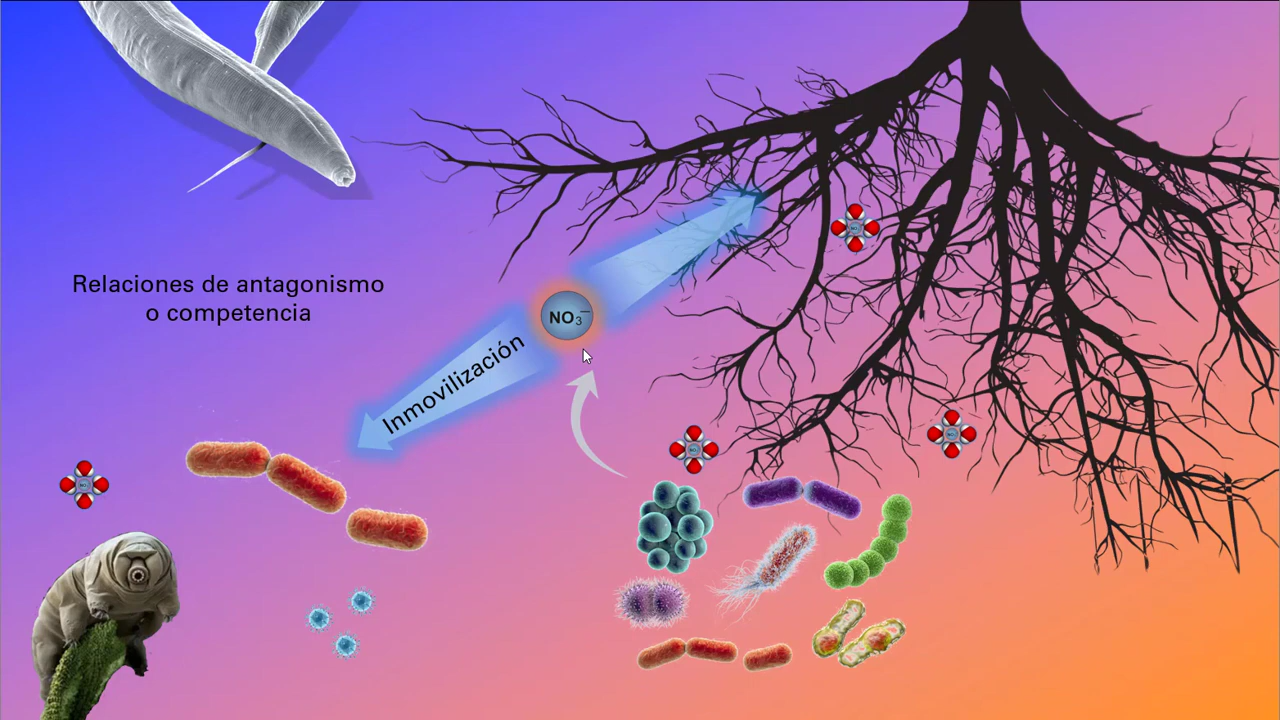 Relaciones de antagonismo
o competencia
NO₃⁻
Inmovilización